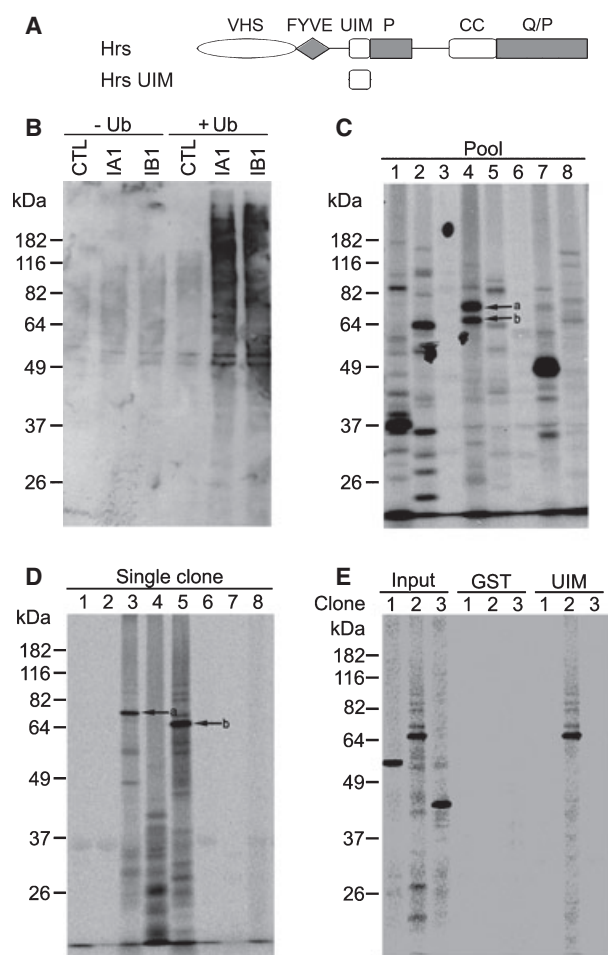 A
VHS FYVE UIM P CC Q/P
Hrs
Hrs UIM
B
- Ub + Ub
CTL IA1 IB1 CTL IA1 IB1
kDa
182
116
82
64
49
37
26
C
Pool
1 2 3 4 5 6 7 8
kDa
182
116
82
64
49
37
26
a
b
D
Single clone
1 2 3 4 5 6 7 8
kDa
182
116
82
64
49
37
26
a
b
E
Input GST UIM
Clone 1 2 3 1 2 3 1 2 3
kDa
182
116
82
64
49
37
26